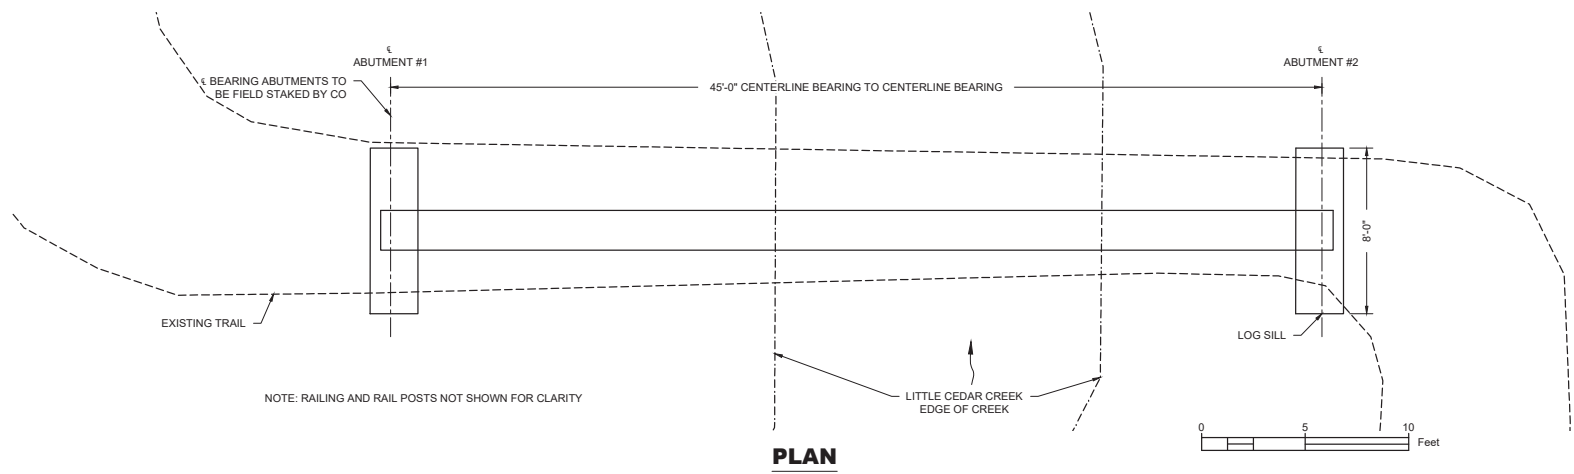 ℄
ABUTMENT #1
℄
ABUTMENT #2
℄ BEARING ABUTMENTS TO
BE FIELD STAKED BY CO
45'-0" CENTERLINE BEARING TO CENTERLINE BEARING
8'-0"
EXISTING TRAIL
LOG SILL
NOTE: RAILING AND RAIL POSTS NOT SHOWN FOR CLARITY
LITTLE CEDAR CREEK
EDGE OF CREEK
0 5 10
Feet
PLAN